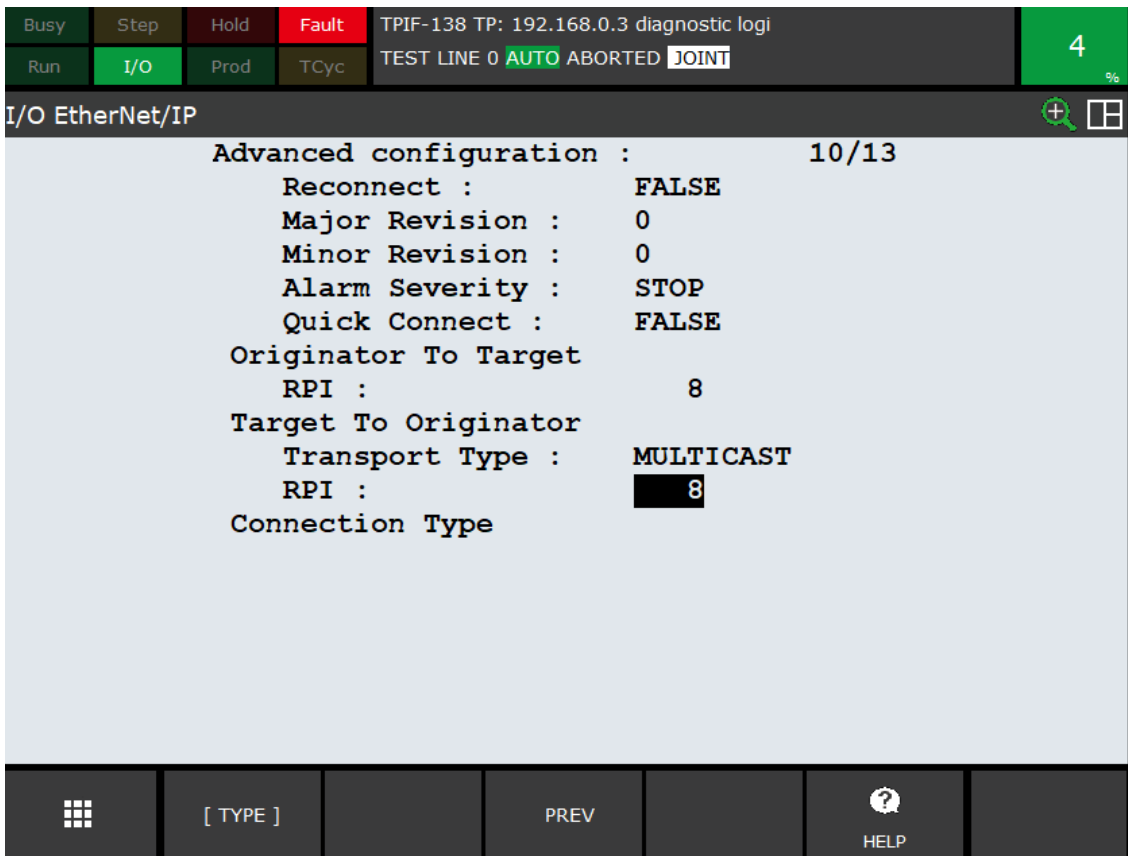 Busy Step Hold Fault TPIF-138 TP: 192.168.0.3 diagnostic logi
Run I/O Prod TCyc TEST LINE 0 AUTO ABORTED JOINT
4 %
I/O EtherNet/IP
Advanced configuration : 10/13
Reconnect : FALSE
Major Revision : 0
Minor Revision : 0
Alarm Severity : STOP
Quick Connect : FALSE
Originator To Target
RPI : 8
Target To Originator
Transport Type : MULTICAST
RPI : 8
Connection Type
[ TYPE ] PREV HELP